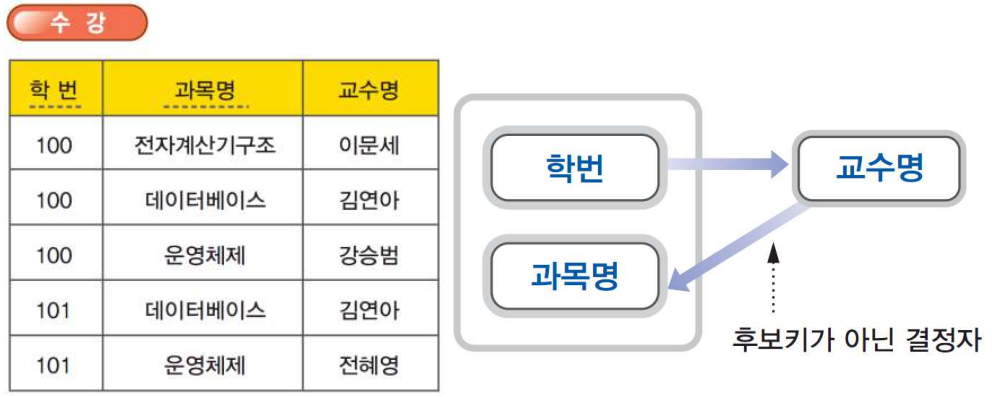 수 강
학 번 과목명 교수명
100 전자계산기구조 이문세
100 데이터베이스 김연아
100 운영체제 강승범
101 데이터베이스 김연아
101 운영체제 전혜영
학번
교수명
과목명
후보키가 아닌 결정자